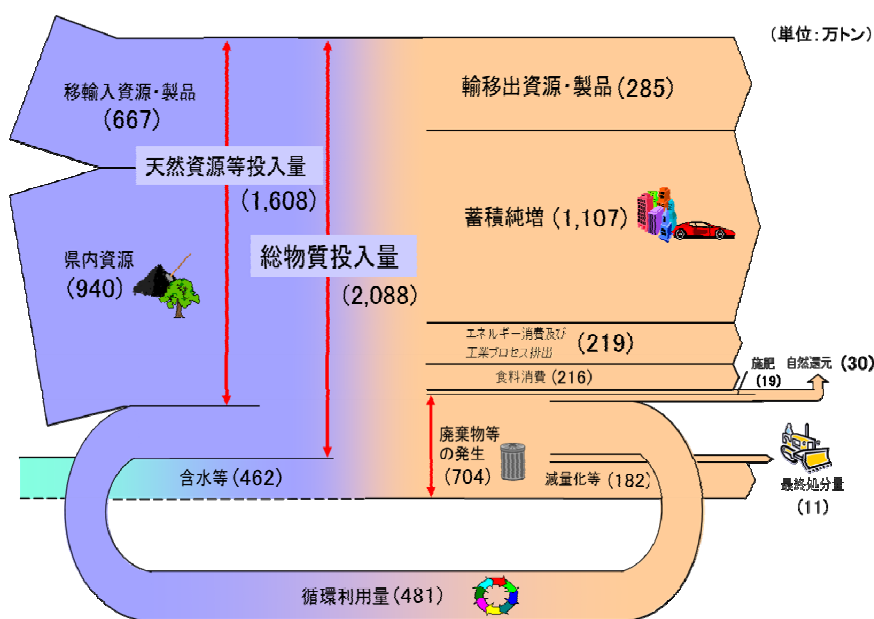 (単位:万トン)
移輸入資源・製品
(667)
輸移出資源・製品 (285)
天然資源等投入量
(1,608)
蓄積純増 (1,107)
県内資源
(940)
総物質投入量
(2,088)
エネルギー消費及び
工業プロセス排出
(219)
食料消費 (216)
施肥
(19)
自然還元 (30)
廃棄物等
の発生
(704)
含水等 (462)
減量化等 (182)
最終処分量
(11)
循環利用量 (481)